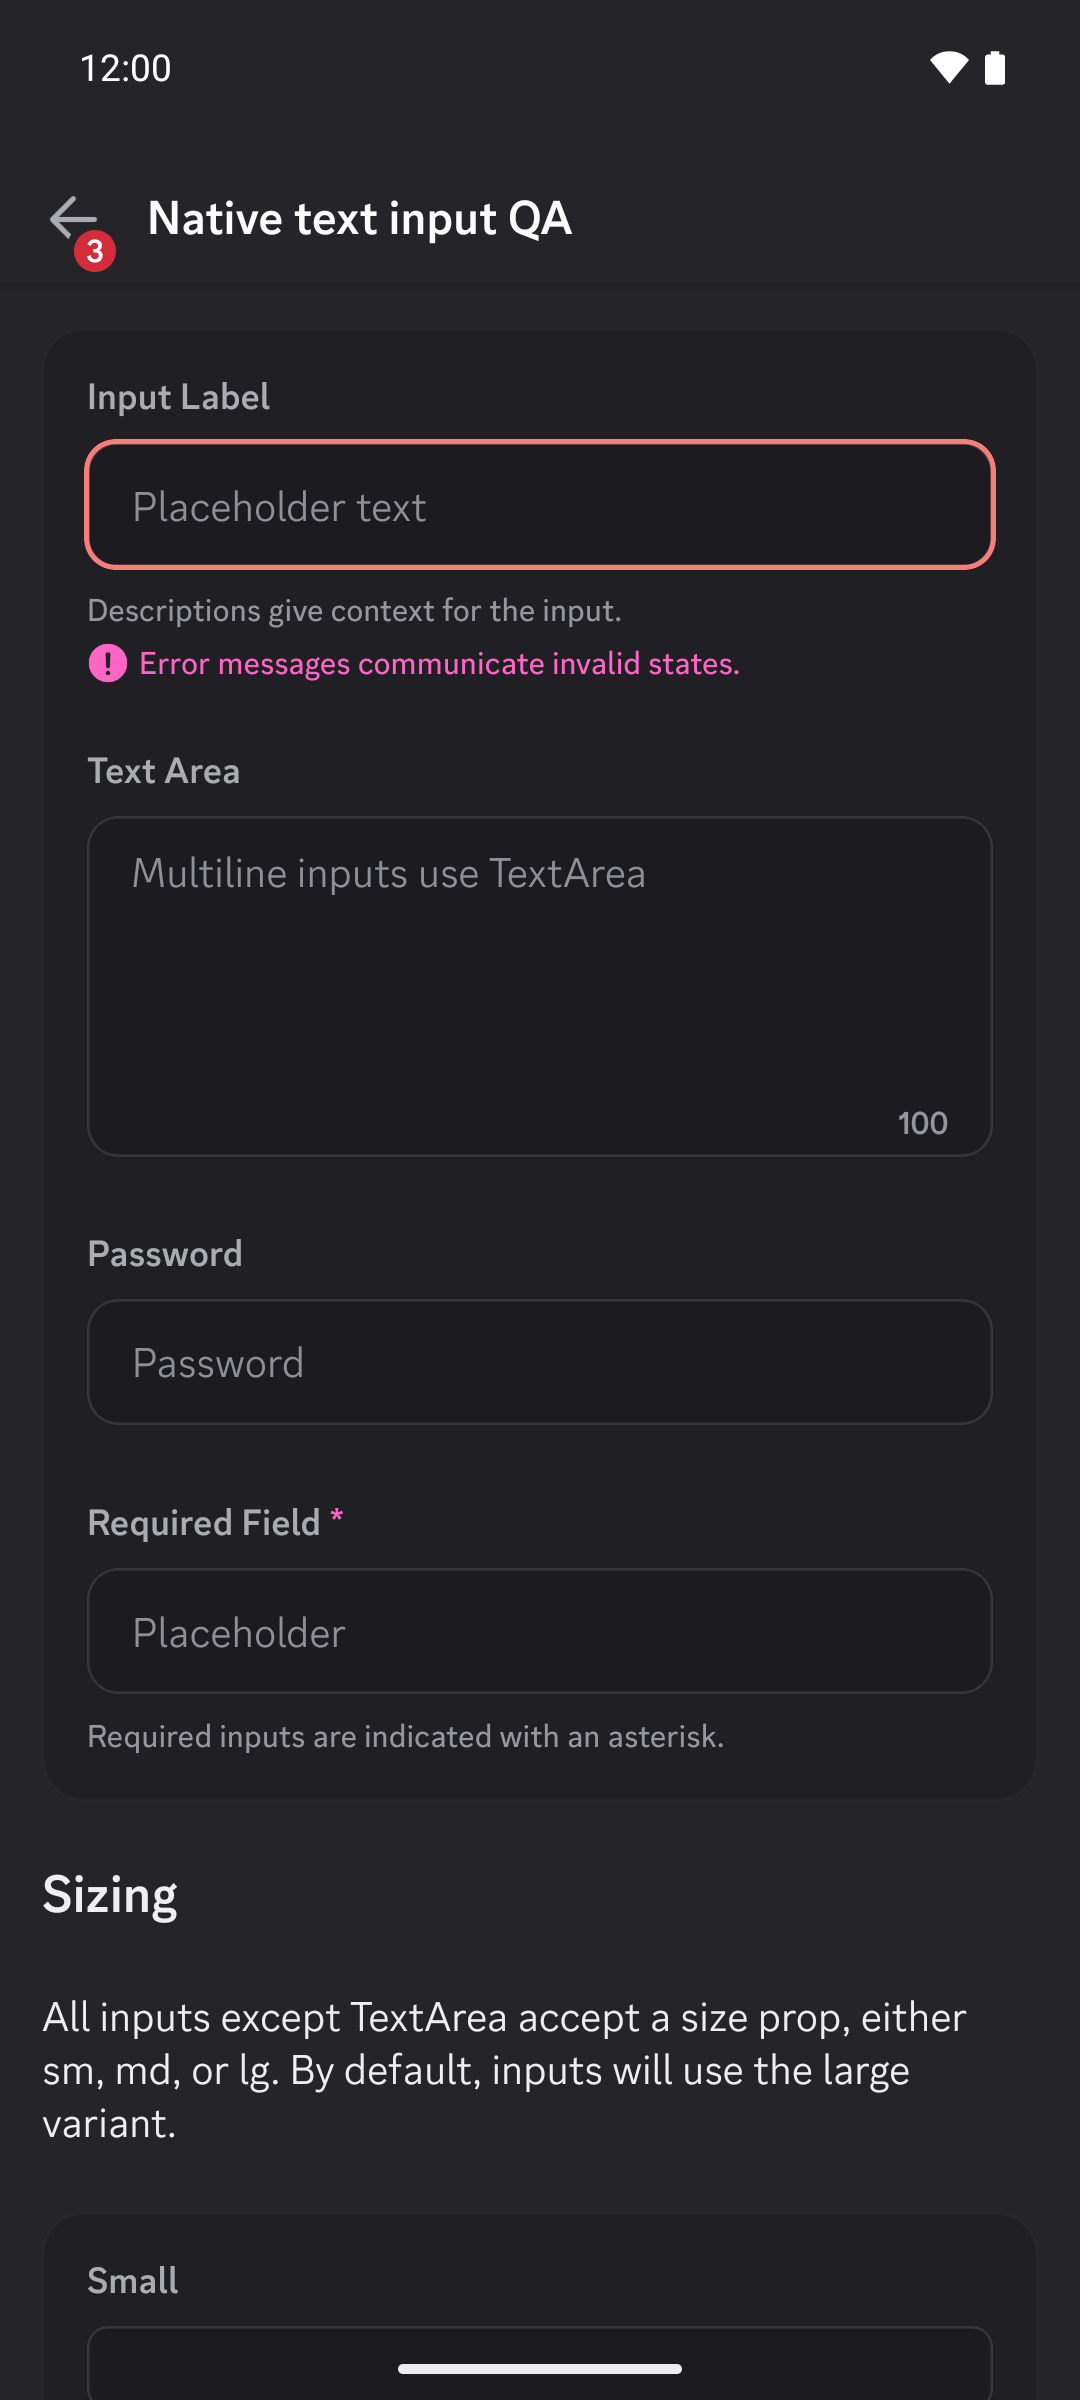 12:00
3
Native text input QA
Input Label
Placeholder text
Descriptions give context for the input.
Error messages communicate invalid states.
Text Area
Multiline inputs use TextArea
100
Password
Password
Required Field *
Placeholder
Required inputs are indicated with an asterisk.
Sizing
All inputs except TextArea accept a size prop, either
sm, md, or lg. By default, inputs will use the large
variant.
Small